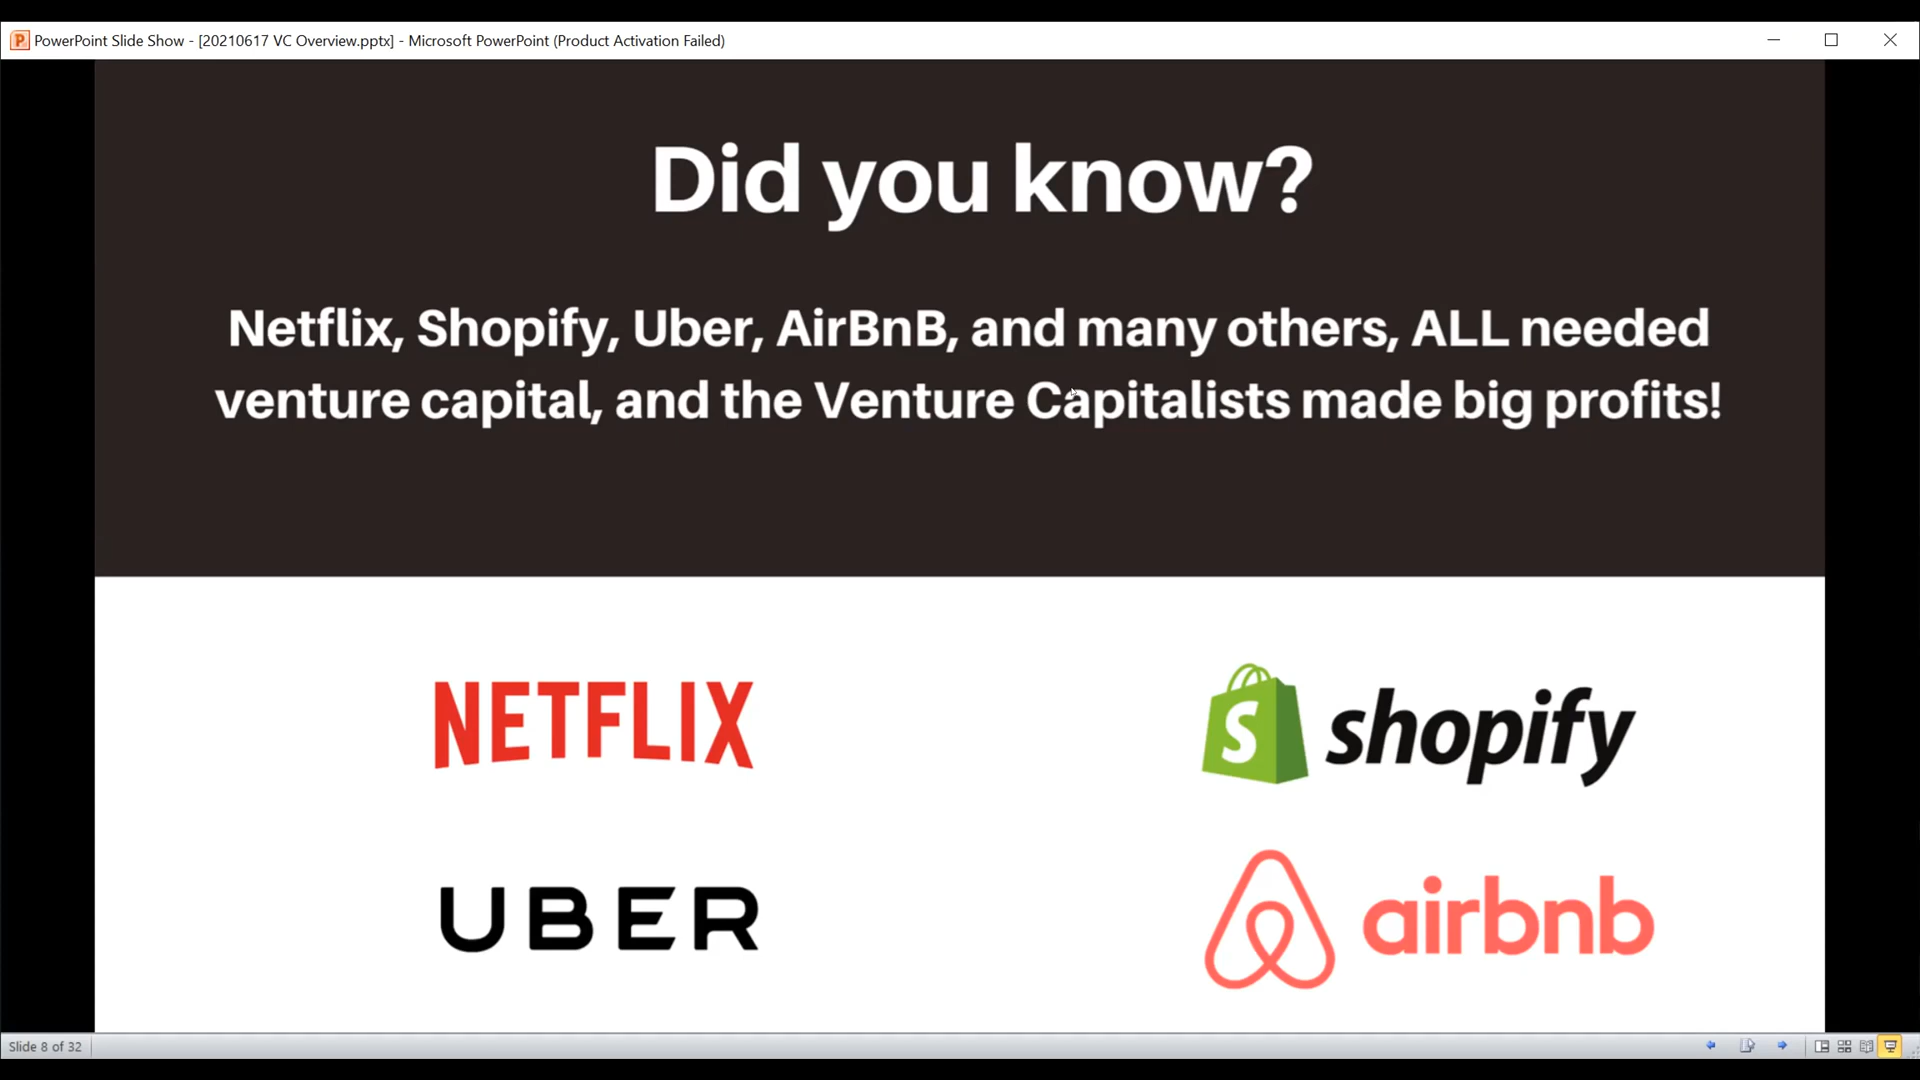 PowerPoint Slide Show - [20210617 VC Overview.pptx] - Microsoft PowerPoint (Product Activation Failed)
Did you know?
Netflix, Shopify, Uber, AirBnB, and many others, ALL needed
venture capital, and the Venture Capitalists made big profits!
NETFLIX
shopify
UBER
airbnb
Slide 8 of 32